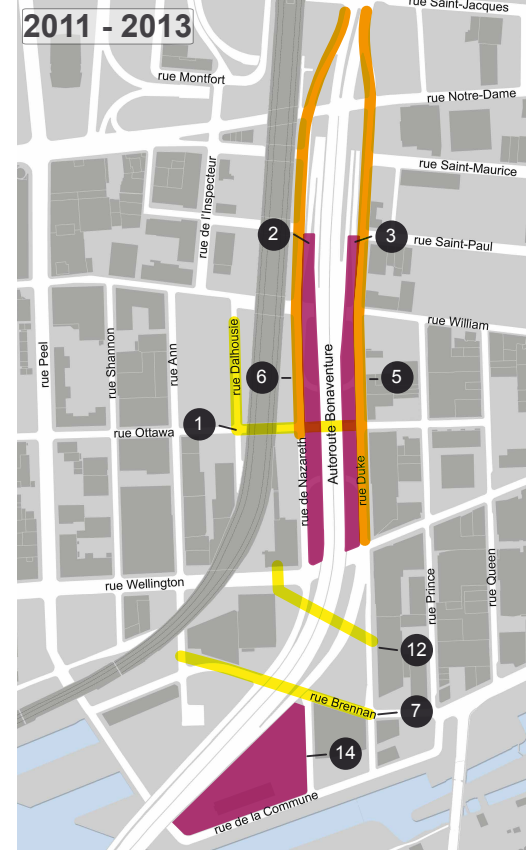 rue Saint-Jacques
2011 - 2013
rue Montfort
rue Notre-Dame
rue Saint-Maurice
rue de l'Inspecteur
2
3
rue Saint-Paul
rue William
rue Peel
rue Shannon
rue Ann
rue Dalhousie
Autoroute Bonaventure
6
5
1
rue Ottawa
rue de Nazareth
rue Duke
rue Wellington
rue Prince
rue Queen
12
rue Brennan
7
14
rue de la Commune